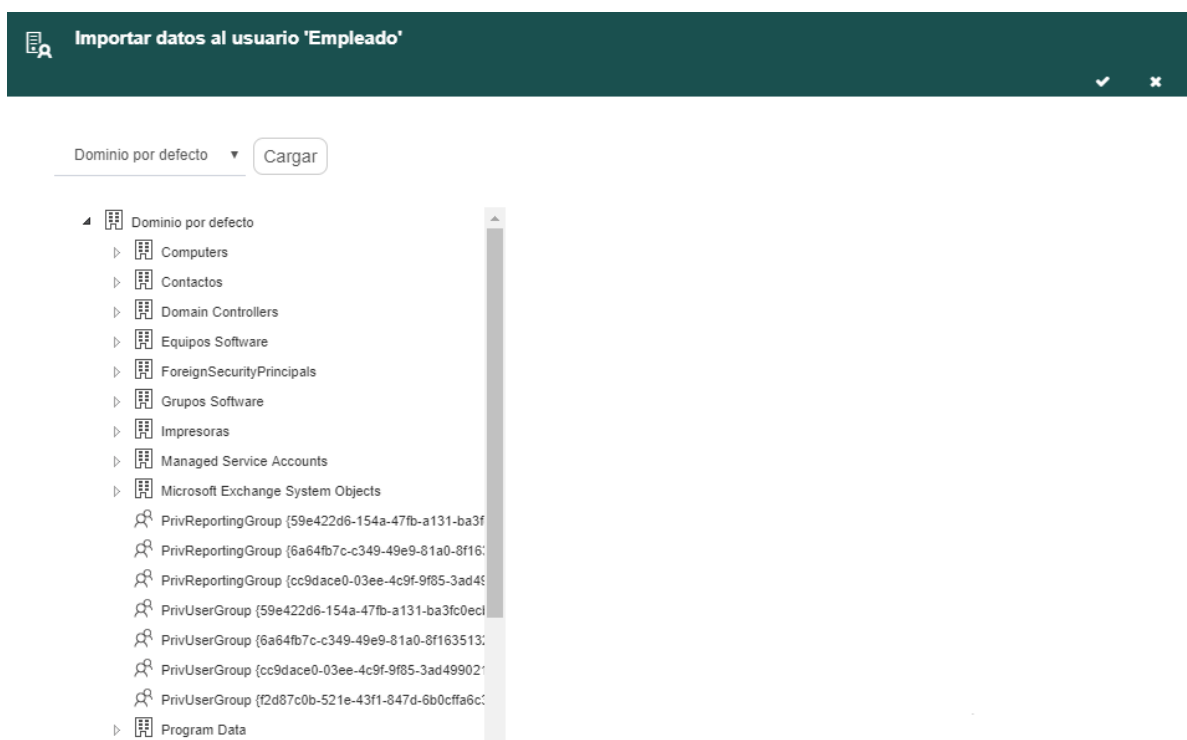 Importar datos al usuario 'Empleado'
Dominio por defecto
Cargar
Dominio por defecto
Computers
Contactos
Domain Controllers
Equipos Software
ForeignSecurityPrincipals
Grupos Software
Impresoras
Managed Service Accounts
Microsoft Exchange System Objects
PrivReportingGroup {59e422d6-154a-47fb-a131-ba3f
PrivReportingGroup {6a64fb7c-c349-49e9-81a0-8f16
PrivReportingGroup {cc9dace0-03ee-4c9f-9f85-3ad49
PrivUserGroup {59e422d6-154a-47fb-a131-ba3fc0ec
PrivUserGroup {6a64fb7c-c349-49e9-81a0-8f163513
PrivUserGroup {cc9dace0-03ee-4c9f-9f85-3ad499021
PrivUserGroup {f2d87c0b-521e-43f1-847d-6b0cffa6c
Program Data